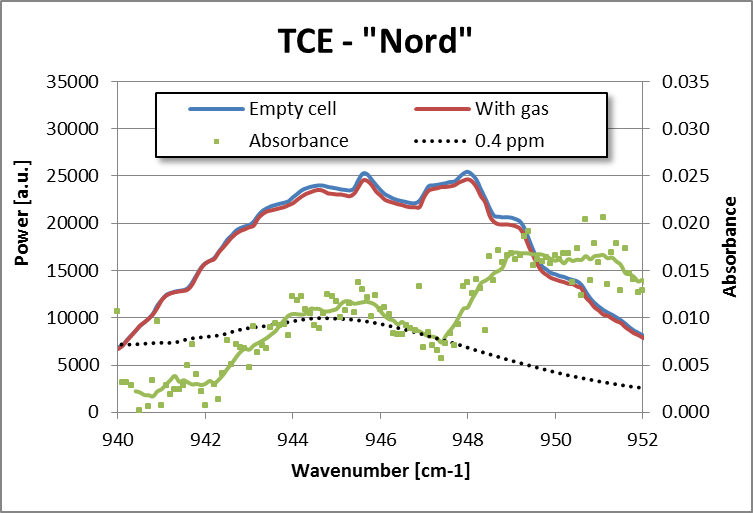 TCE - "Nord"
35000
30000
25000
20000
15000
10000
5000
0
Power [a.u.]
Empty cell
With gas
Absorbance
0.4 ppm
0.035
0.030
0.025
0.020
0.015
0.010
0.005
0.000
Absorbance
940 942 944 946 948 950 952
Wavenumber [cm-1]